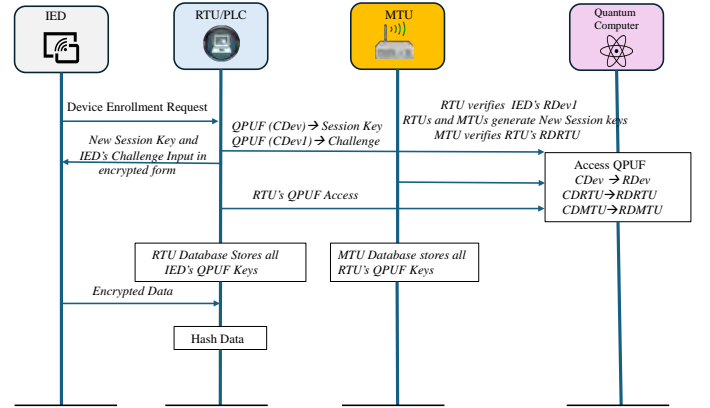 IED
RTU/PLC
MTU
Quantum
Computer
Device Enrollment Request
QPUF (CDev)→ Session Key
QPUF (CDev1)→ Challenge
RTU verifies IED's RDev1
RTUs and MTUs generate New Session keys
MTU verifies RTU's RDRTU
New Session Key and
IED's Challenge Input in
encrypted form
Access QPUF
CDev → RDev
CDRTU→RDRTU
CDMTU→RDMTU
RTU's QPUF Access
RTU Database Stores all
IED's QPUF Keys
MTU Database stores all
RTU's QPUF Keys
Encrypted Data
Hash Data